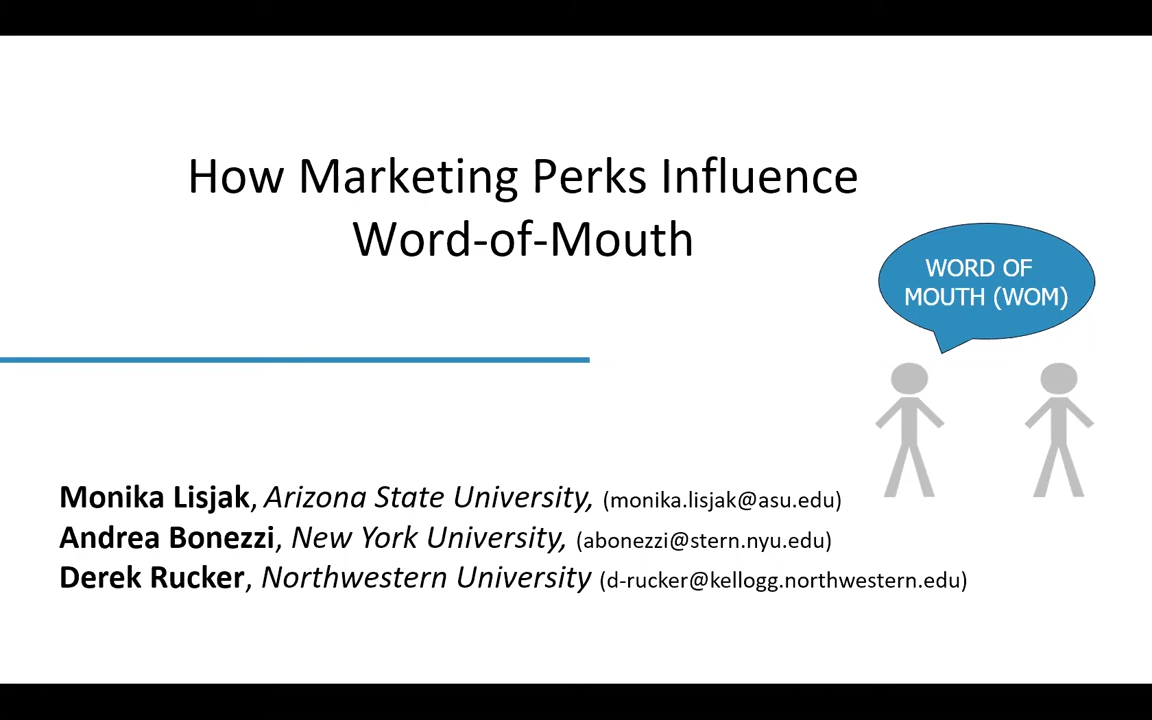 How Marketing Perks Influence
Word-of-Mouth
WORD OF
MOUTH (WOM)
Monika Lisjak, Arizona State University, (monika.lisjak@asu.edu)
Andrea Bonezzi, New York University, (abonezzi@stern.nyu.edu)
Derek Rucker, Northwestern University (d-rucker@kellogg.northwestern.edu)